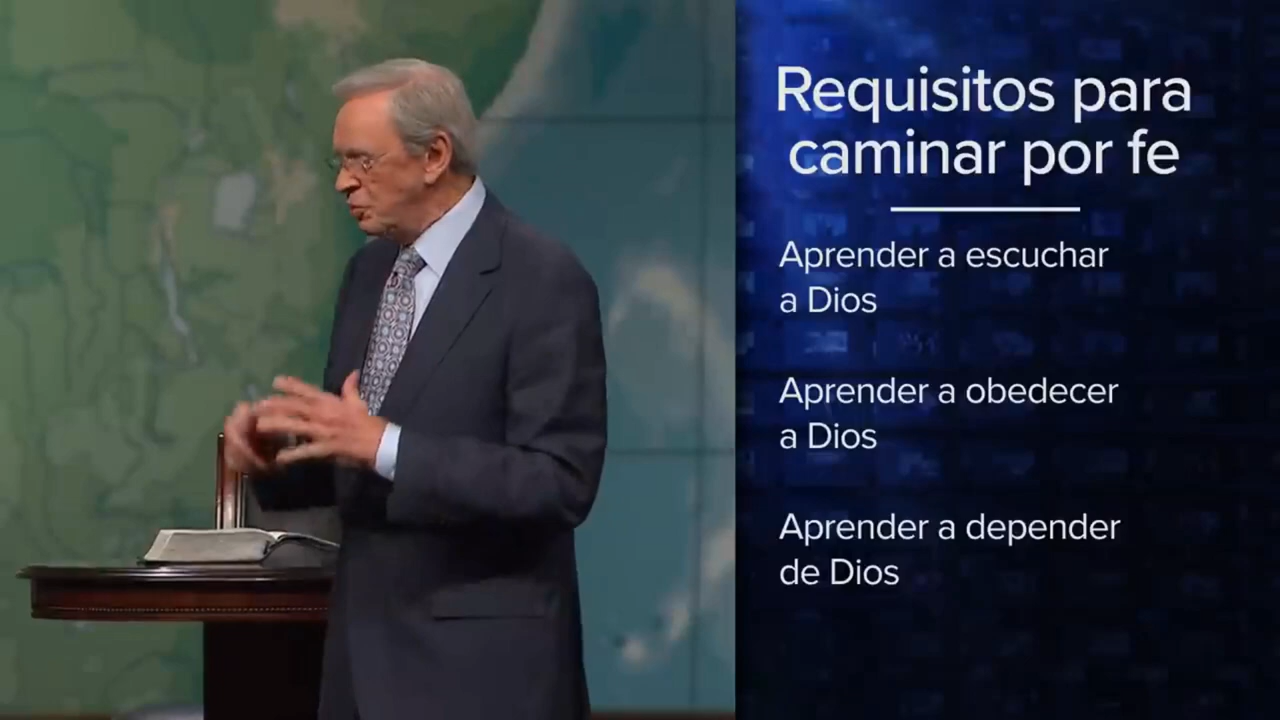 Requisitos para
caminar por fe
Aprender a escuchar
a Dios
Aprender a obedecer
a Dios
Aprender a depender
de Dios